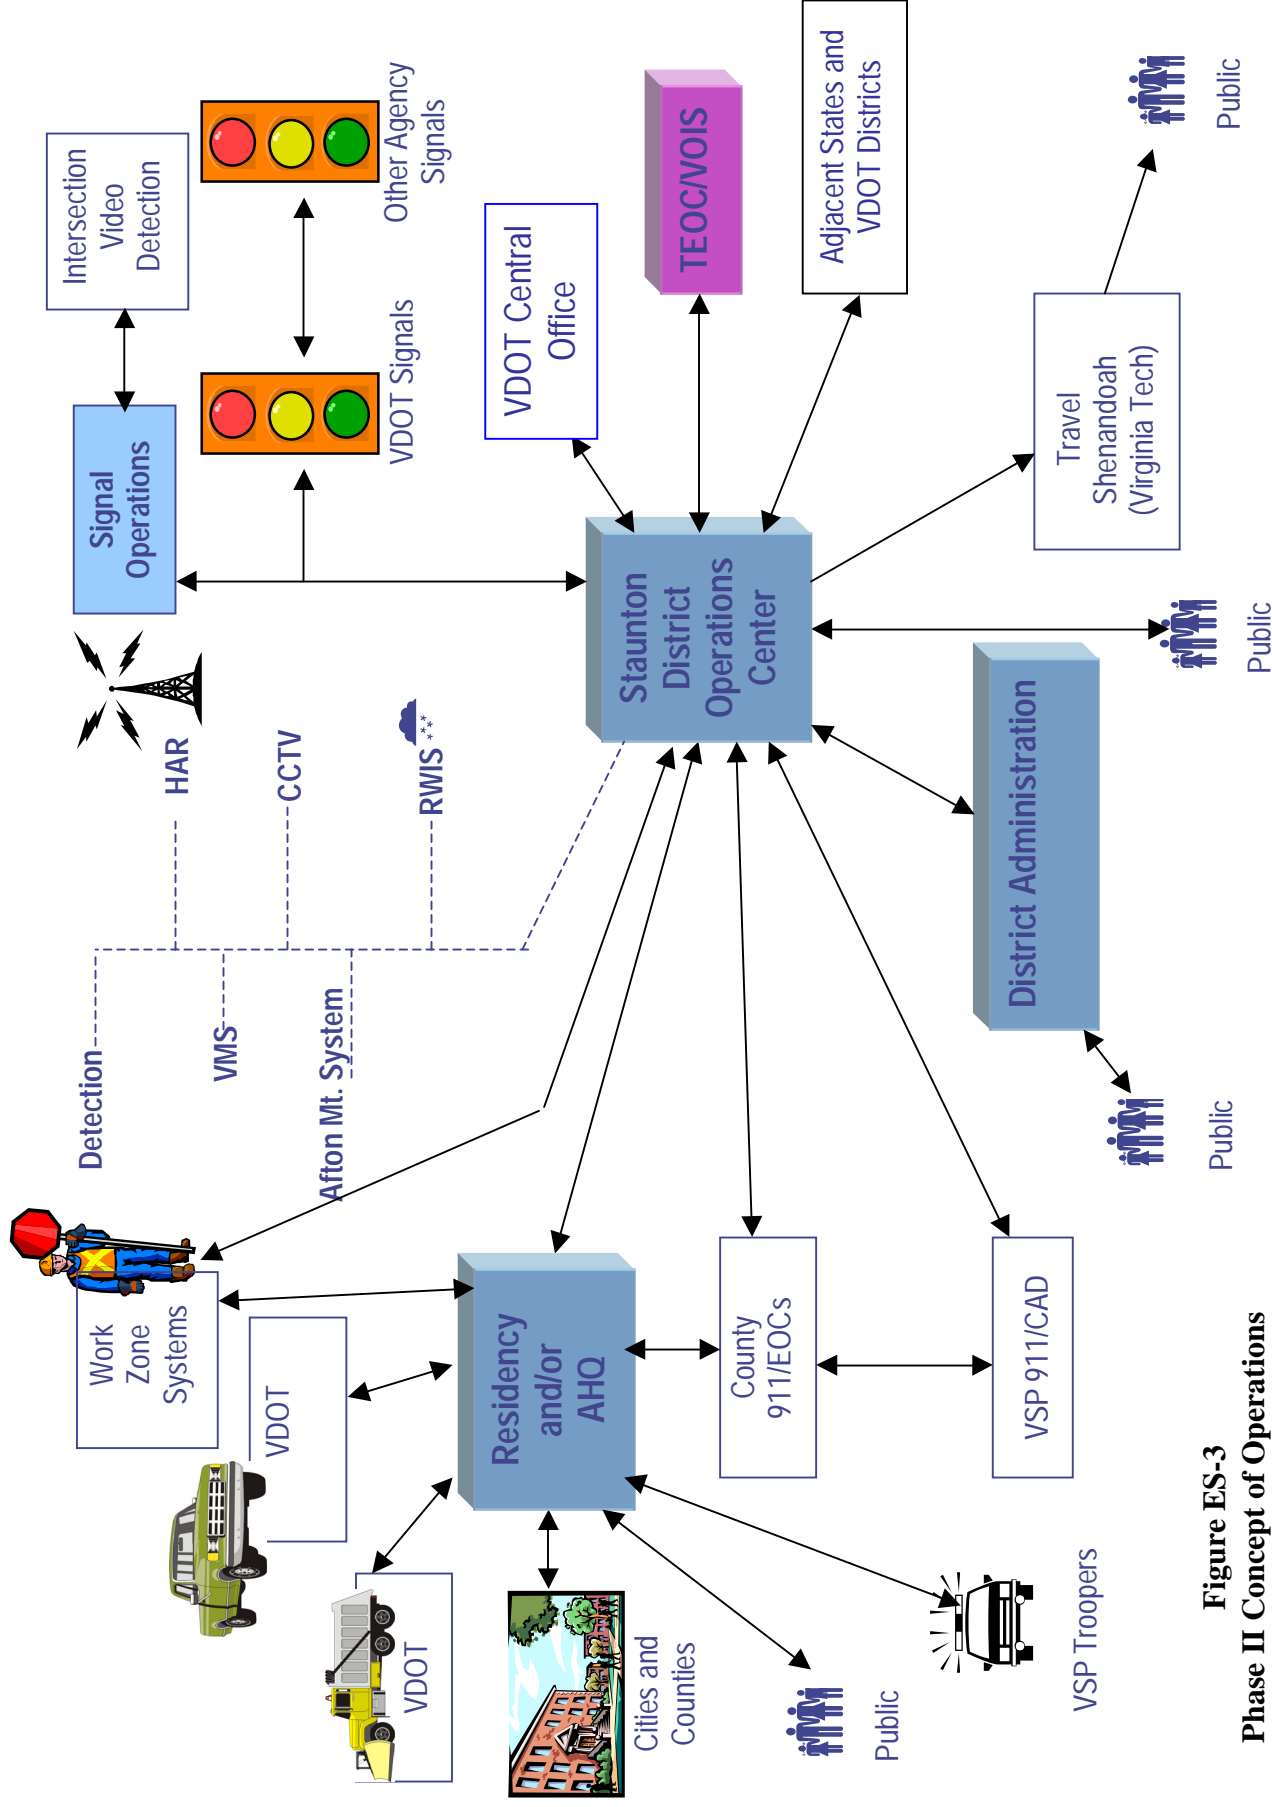 Work
Zone
Systems
VDOT
VDOT
Cities and
Counties
Public
VSP Troopers
Residency
and/or
AHQ
County
911/EOCs
VSP 911/CAD
Detection
VMS
Afton Mt. System
HAR
CCTV
RWIS
Signal
Operations
Intersection
Video
Detection
VDOT Signals
Other Agency
Signals
VDOT Central
Office
TEOC/VOIS
Adjacent States and
VDOT Districts
Staunton
District
Operations
Center
District Administration
Public
Public
Travel
Shenandoah
(Virginia Tech)
Public
Figure ES-3
Phase II Concept of Operations